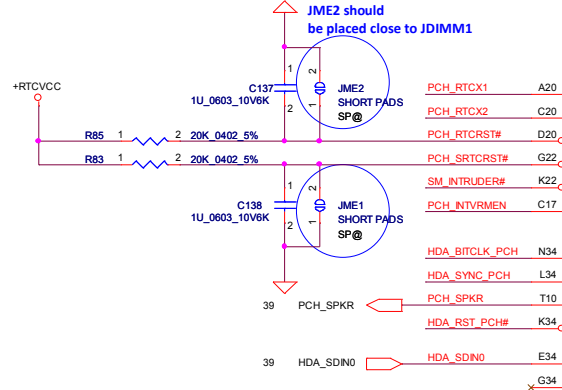 JME2 should
be placed close to JDIMM1
1
2
C137
JME2
1U_0603_10V6K
SHORT PADS
2
1
SP@
+RTCVCC
PCH_RTCX1
A20
PCH_RTCX2
C20
R85 1 2 20K_0402_5%
PCH_RTCRST#
D20
R83 1 2 20K_0402_5%
PCH_SRTCRST#
G22
SM_INTRUDER#
K22
1
2
C138
JME1
1U_0603_10V6K
SHORT PADS
2
1
SP@
PCH_INTVRMEN
C17
HDA_BITCLK_PCH
N34
HDA_SYNC_PCH
L34
39 PCH_SPKR
PCH_SPKR
T10
HDA_RST_PCH#
K34
39 HDA_SDIN0
HDA_SDIN0
E34
G34